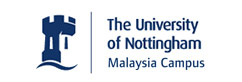 The University
of Nottingham
Malaysia Campus